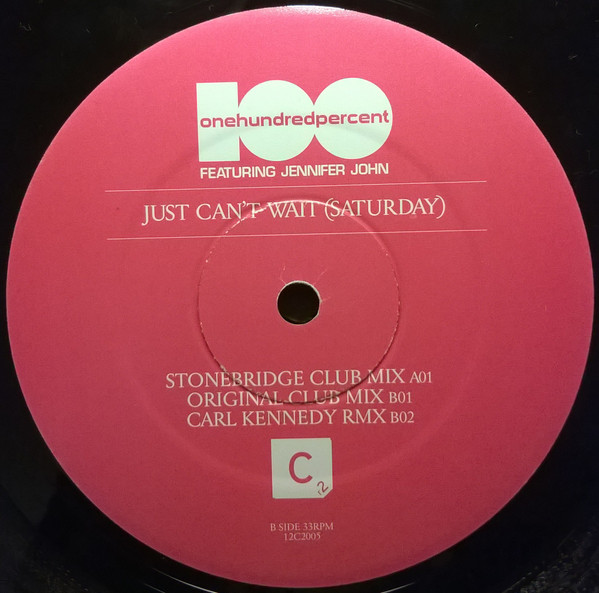 100
onehundredpercent
FEATURING JENNIFER JOHN
JUST CAN'T WAIT (SATURDAY)
STONEBRIDGE CLUB MIX A01
ORIGINAL CLUB MIX B01
CARL KENNEDY RMX B02
C2
B SIDE 33RPM
12C2005